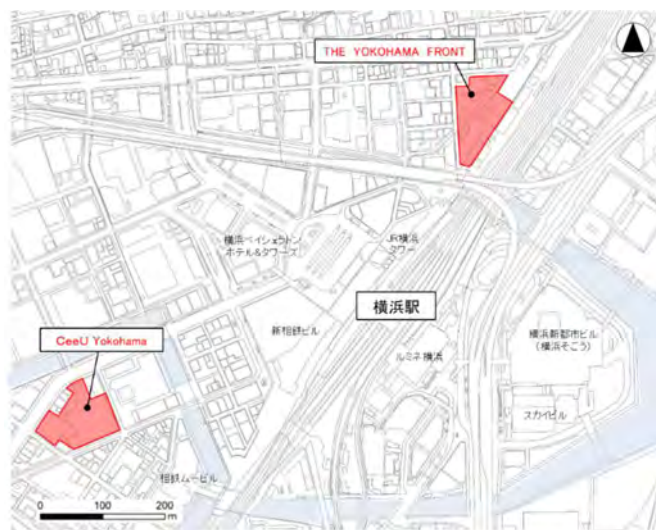 THE YOKOHAMA FRONT
横浜ベイシェラトン
ホテル&タワーズ
JR横浜
タワー
横浜駅
新相鉄ビル
横浜新都市ビル
(横浜そごう)
CeeU Yokohama
ルミネ横浜
スカイビル
相鉄ムービル
0 100 200
m